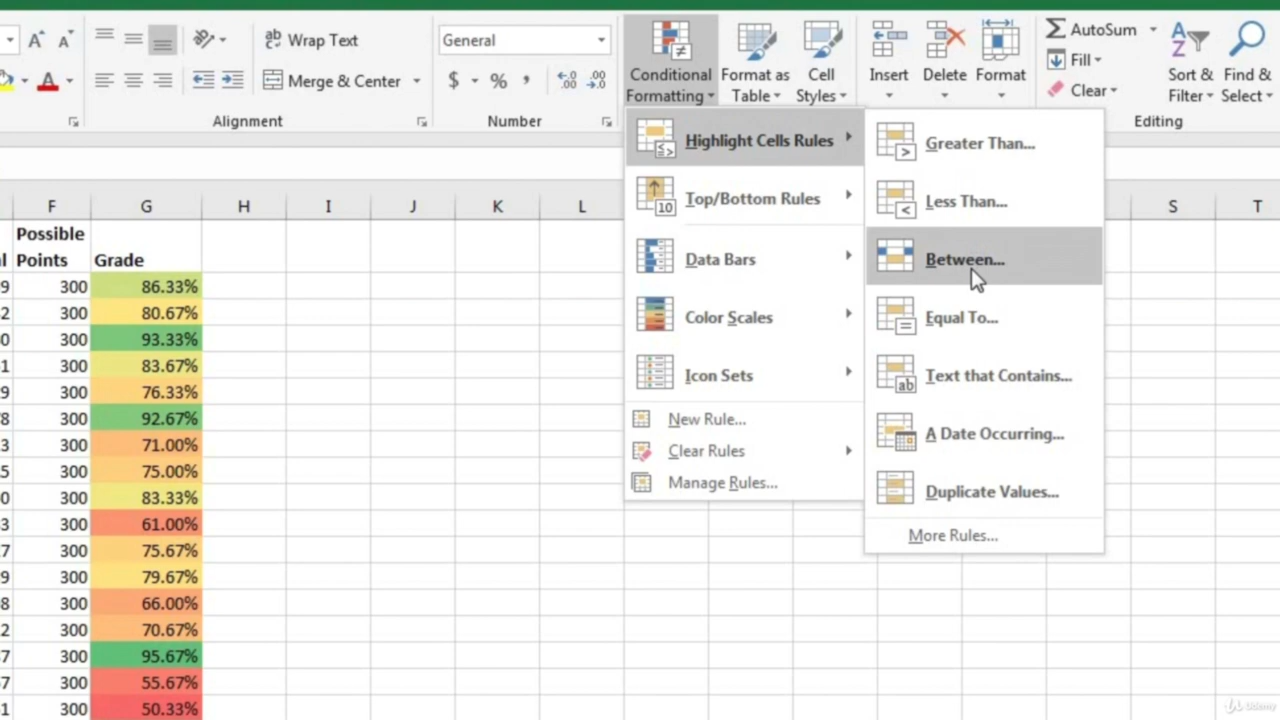 Wrap Text
General
AutoSum
Merge & Center
$ % ,
Conditional Formatting
Format as Table
Cell Styles
Insert
Delete
Format
Fill
Clear
Sort & Filter
Find & Select
Alignment
Number
Editing
Highlight Cells Rules
Top/Bottom Rules
Data Bars
Color Scales
Icon Sets
New Rule...
Clear Rules
Manage Rules...
Greater Than...
Less Than...
Between...
Equal To...
Text that Contains...
A Date Occurring...
Duplicate Values...
More Rules...
F G H I J K L S T
Possible Points Grade
300 86.33%
300 80.67%
300 93.33%
300 83.67%
300 76.33%
300 92.67%
300 71.00%
300 75.00%
300 83.33%
300 61.00%
300 75.67%
300 79.67%
300 66.00%
300 70.67%
300 95.67%
300 55.67%
300 50.33%
Udemy